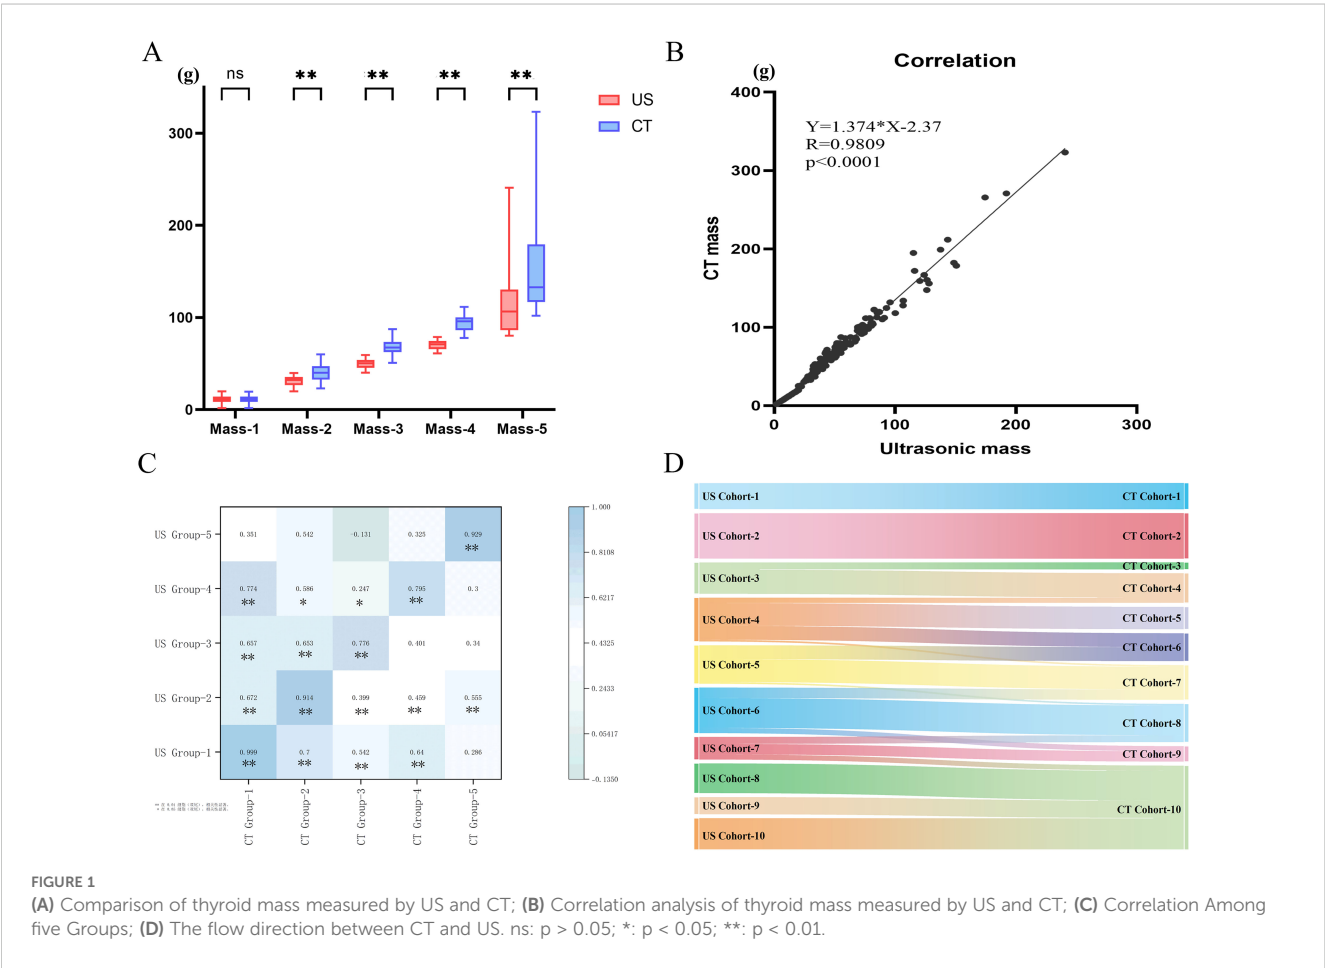 A
(g)
ns
**
**
**
**
US
CT
300
200
100
0
Mass-1
Mass-2
Mass-3
Mass-4
Mass-5
B
Correlation
(g)
400
300
200
100
0
Y=1.374*X-2.37
R=0.9809
p<0.0001
CT mass
0
100
200
300
Ultrasonic mass
C
US Group-5
0.351
0.542
-0.131
0.325
0.929
**
US Group-4
0.774
0.586
0.247
0.795
0.3
**
*
*
**
US Group-3
0.657
0.653
0.776
0.401
0.34
**
**
**
US Group-2
0.672
0.914
0.399
0.459
0.555
**
**
**
**
**
US Group-1
0.999
0.7
0.542
0.64
0.286
**
**
**
**
CT Group-1
CT Group-2
CT Group-3
CT Group-4
CT Group-5
1.000
0.8108
0.6217
0.4325
0.2433
0.05417
-0.1350
D
US Cohort-1
US Cohort-2
US Cohort-3
US Cohort-4
US Cohort-5
US Cohort-6
US Cohort-7
US Cohort-8
US Cohort-9
US Cohort-10
CT Cohort-1
CT Cohort-2
CT Cohort-3
CT Cohort-4
CT Cohort-5
CT Cohort-6
CT Cohort-7
CT Cohort-8
CT Cohort-9
CT Cohort-10
FIGURE 1
(A) Comparison of thyroid mass measured by US and CT; (B) Correlation analysis of thyroid mass measured by US and CT; (C) Correlation Among
five Groups; (D) The flow direction between CT and US. ns: p > 0.05; *: p < 0.05; **: p < 0.01.